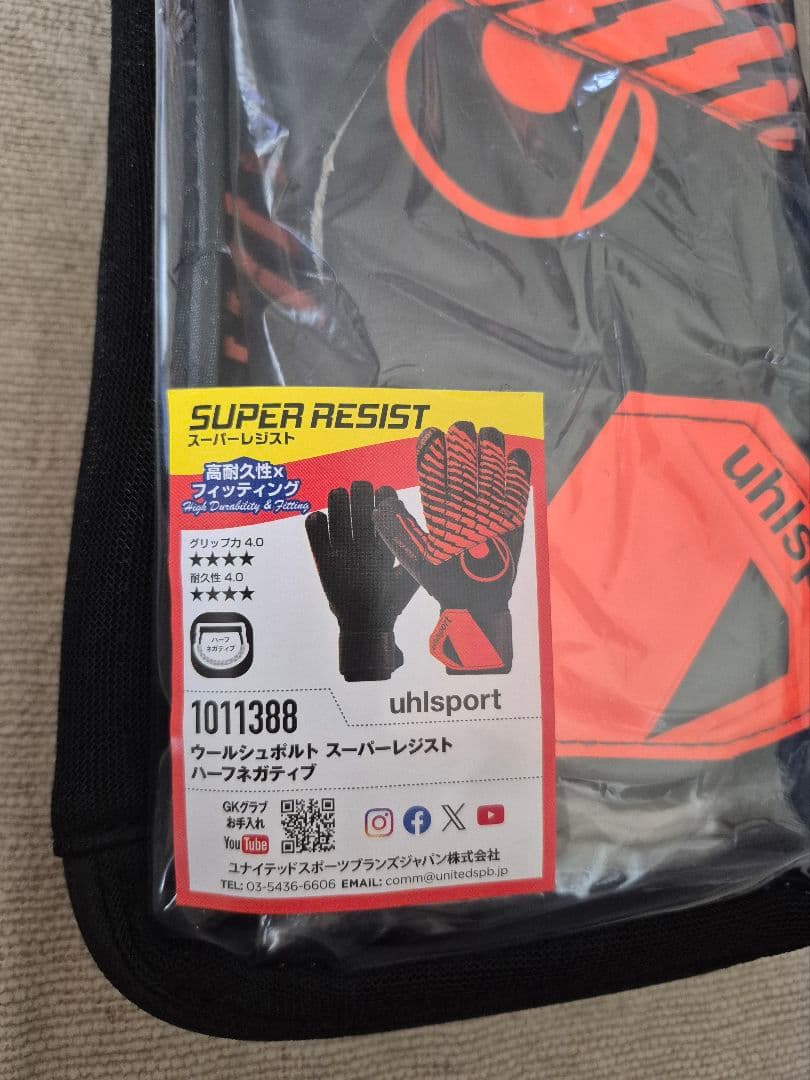 SUPER RESIST
スーパーレジスト
高耐久性x
フィッティング
High Durability & Fitting
グリップ力 4.0
★★★★
耐久性 4.0
★★★★
ハーフ
ネガティブ
uhlsport
uhlsport
1011388
ウールシュポルト スーパーレジスト
ハーフネガティブ
GKグラブ
お手入れ
YouTube
ユナイテッドスポーツブランズジャパン株式会社
TEL: 03-5436-6606 EMAIL: comm@unitedspb.jp
uhlsp